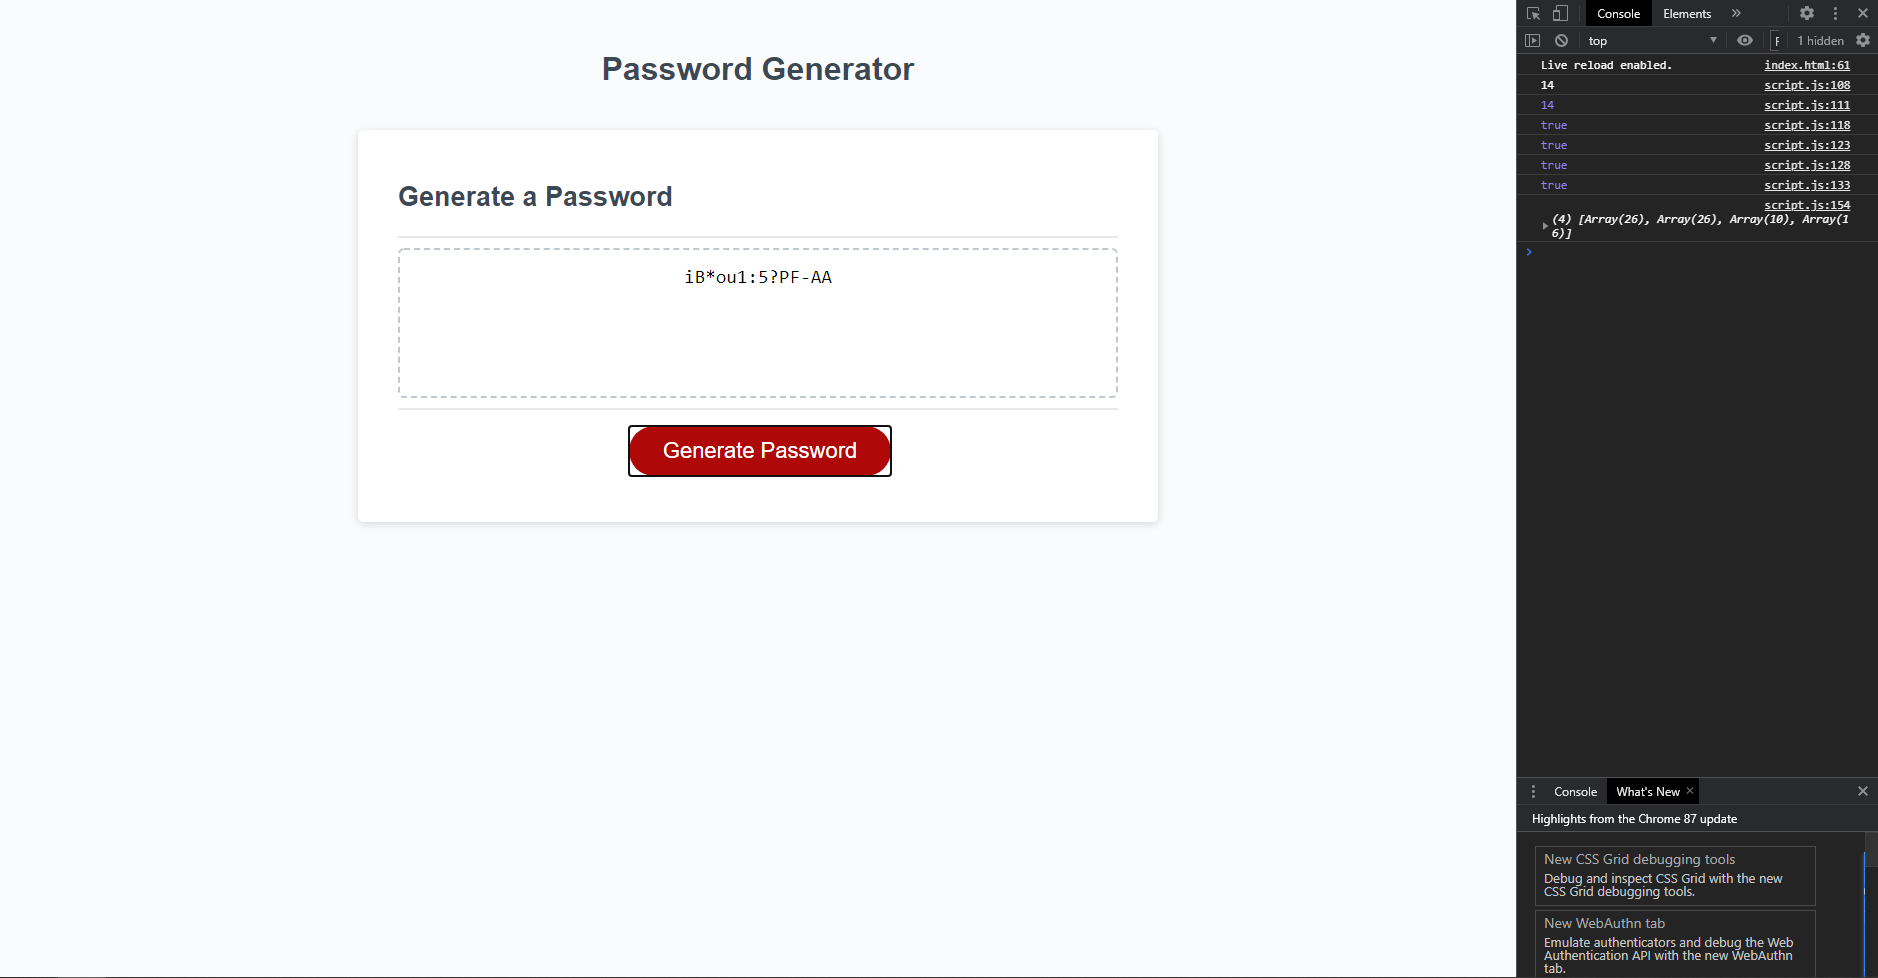 Password Generator
Generate a Password
iB*ou1:5?PF-AA
Generate Password
Console Elements
top 1 hidden
Live reload enabled. index.html:61
14 script.js:108
14 script.js:111
true script.js:118
true script.js:123
true script.js:128
true script.js:133
script.js:154
(4) [Array(26), Array(26), Array(10), Array(1
6)]
Console What's New
Highlights from the Chrome 87 update
New CSS Grid debugging tools
Debug and inspect CSS Grid with the new
CSS Grid debugging tools.
New WebAuthn tab
Emulate authenticators and debug the Web
Authentication API with the new WebAuthn
tab.